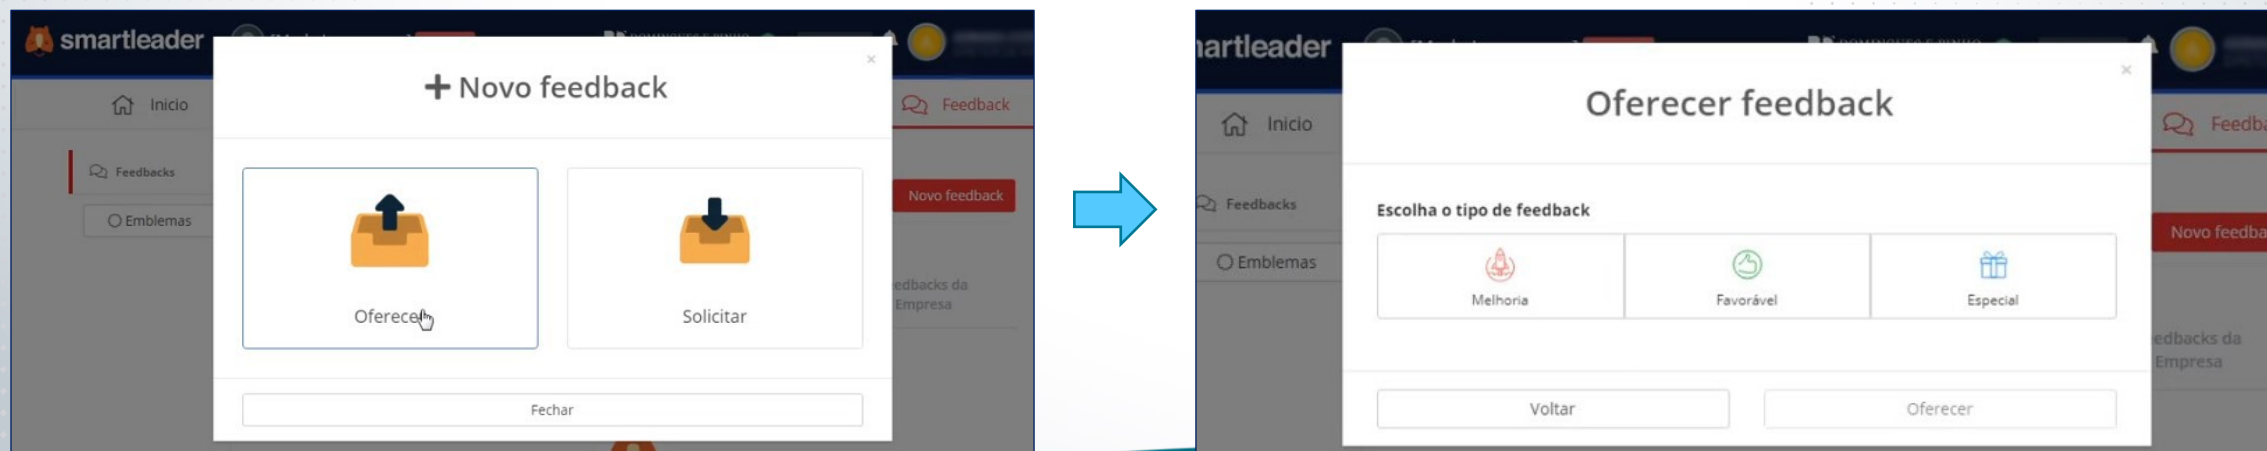 smartleader
+ Novo feedback
×
Inicio
Feedback
Feedbacks
Novo feedback
Emblemas
Oferecer
Solicitar
edbacks da
Empresa
Fechar
artleader
Oferecer feedback
×
Inicio
Feedba
Escolha o tipo de feedback
Feedbacks
Novo feedba
Emblemas
Melhoria
Favorável
Especial
edbacks da
Empresa
Voltar
Oferecer